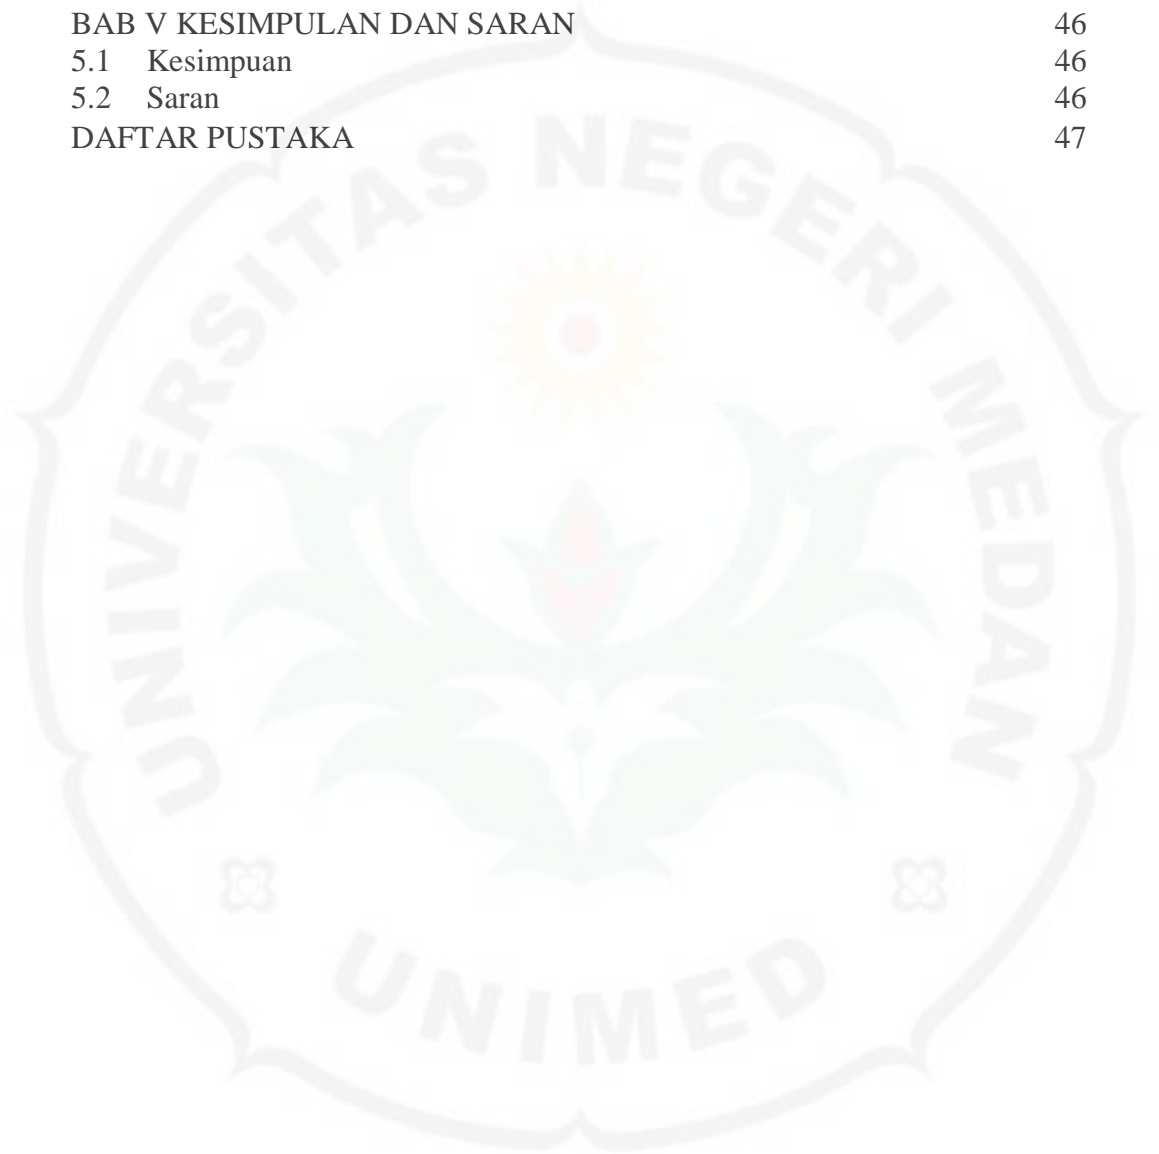 BAB V KESIMPULAN DAN SARAN 46
5.1 Kesimpuan 46
5.2 Saran 46
DAFTAR PUSTAKA 47
UNIVERSITAS NEGERI MEDAN
UNIMED